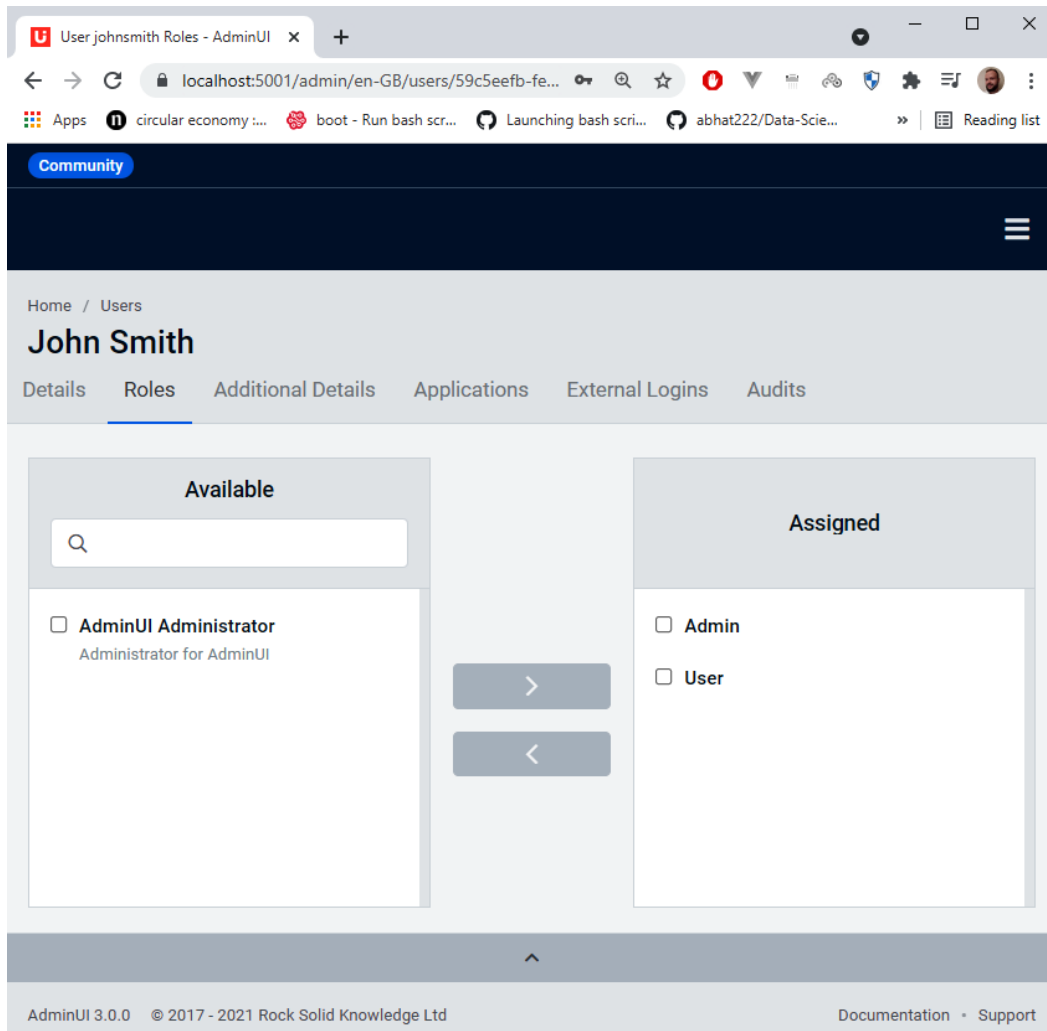 User johnsmith Roles - AdminUI
localhost:5001/admin/en-GB/users/59c5eefb-fe...
Apps circular economy :... boot - Run bash scr... Launching bash scri... abhat222/Data-Scie... » Reading list
Community
Home / Users
John Smith
Details Roles Additional Details Applications External Logins Audits
Available
Assigned
AdminUI Administrator
Administrator for AdminUI
Admin
User
AdminUI 3.0.0 © 2017 - 2021 Rock Solid Knowledge Ltd Documentation • Support